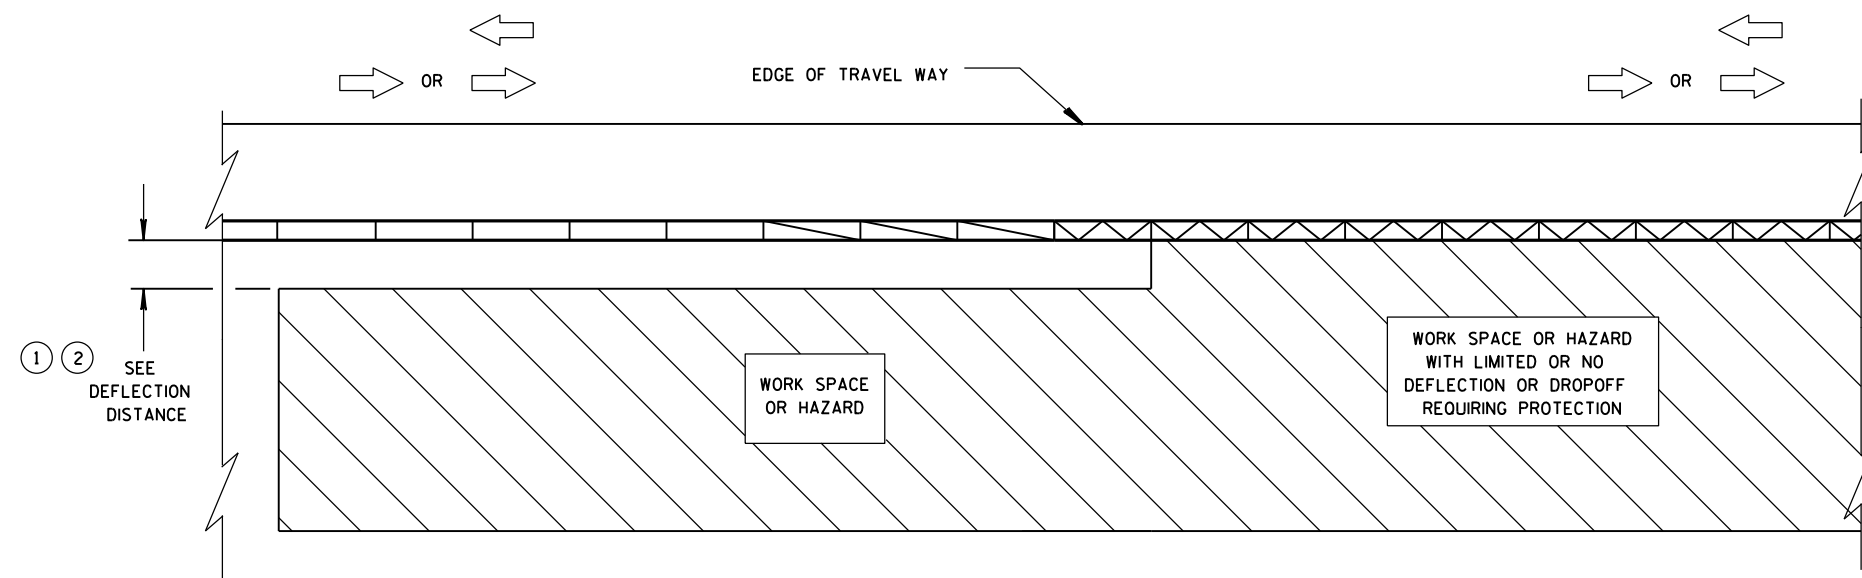 OR
OR
EDGE OF TRAVEL WAY
1 2
SEE
DEFLECTION
DISTANCE
WORK SPACE
OR HAZARD
WORK SPACE OR HAZARD
WITH LIMITED OR NO
DEFLECTION OR DROPOFF
REQUIRING PROTECTION